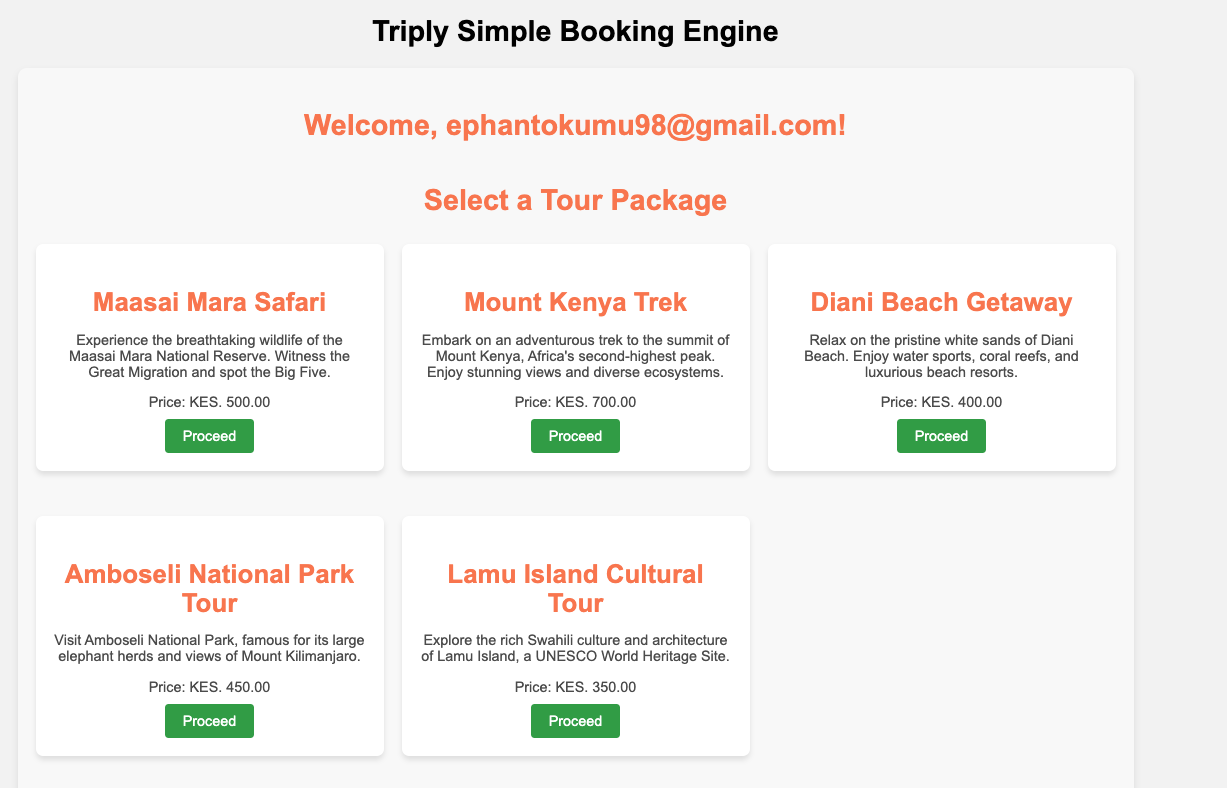 Triply Simple Booking Engine
Welcome, ephantokumu98@gmail.com!
Select a Tour Package
Maasai Mara Safari
Experience the breathtaking wildlife of the
Maasai Mara National Reserve. Witness the
Great Migration and spot the Big Five.
Price: KES. 500.00
Proceed
Mount Kenya Trek
Embark on an adventurous trek to the summit of
Mount Kenya, Africa's second-highest peak.
Enjoy stunning views and diverse ecosystems.
Price: KES. 700.00
Proceed
Diani Beach Getaway
Relax on the pristine white sands of Diani
Beach. Enjoy water sports, coral reefs, and
luxurious beach resorts.
Price: KES. 400.00
Proceed
Amboseli National Park
Tour
Visit Amboseli National Park, famous for its large
elephant herds and views of Mount Kilimanjaro.
Price: KES. 450.00
Proceed
Lamu Island Cultural
Tour
Explore the rich Swahili culture and architecture
of Lamu Island, a UNESCO World Heritage Site.
Price: KES. 350.00
Proceed